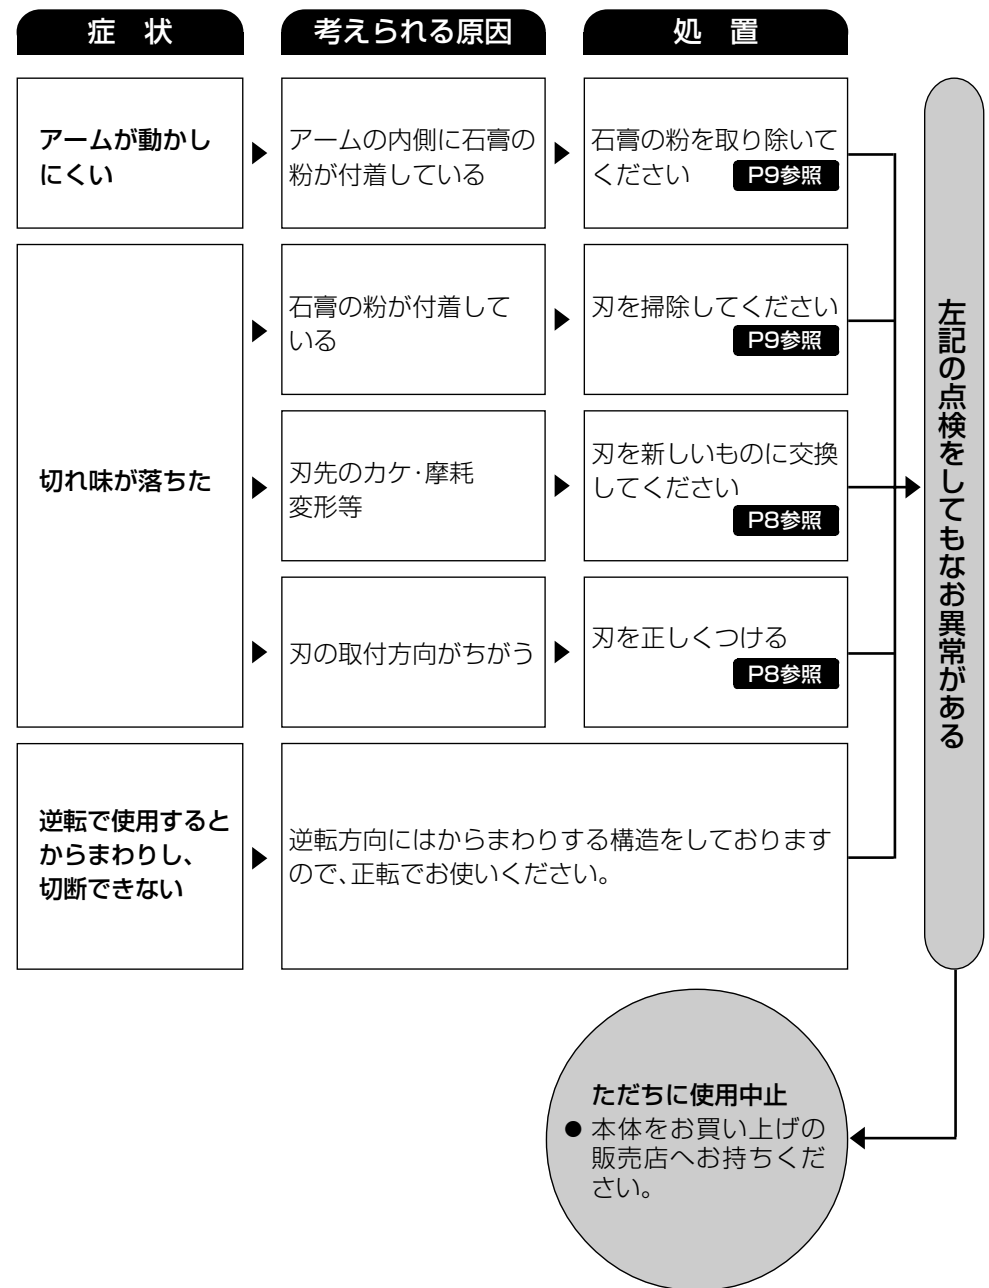 症 状
考えられる原因
処 置
アームが動かし
にくい
アームの内側に石膏の
粉が付着している
石膏の粉を取り除いて
ください
P9参照
切れ味が落ちた
石膏の粉が付着して
いる
刃を掃除してください
P9参照
刃先のカケ・摩耗
変形等
刃を新しいものに交換
してください
P8参照
刃の取付方向がちがう
刃を正しくつける
P8参照
逆転で使用すると
からまわりし、
切断できない
逆転方向にはからまわりする構造をしております
ので、正転でお使いください。
左記の点検をしてもなお異常がある
ただちに使用中止
● 本体をお買い上げの
販売店へお持ちくだ
さい。